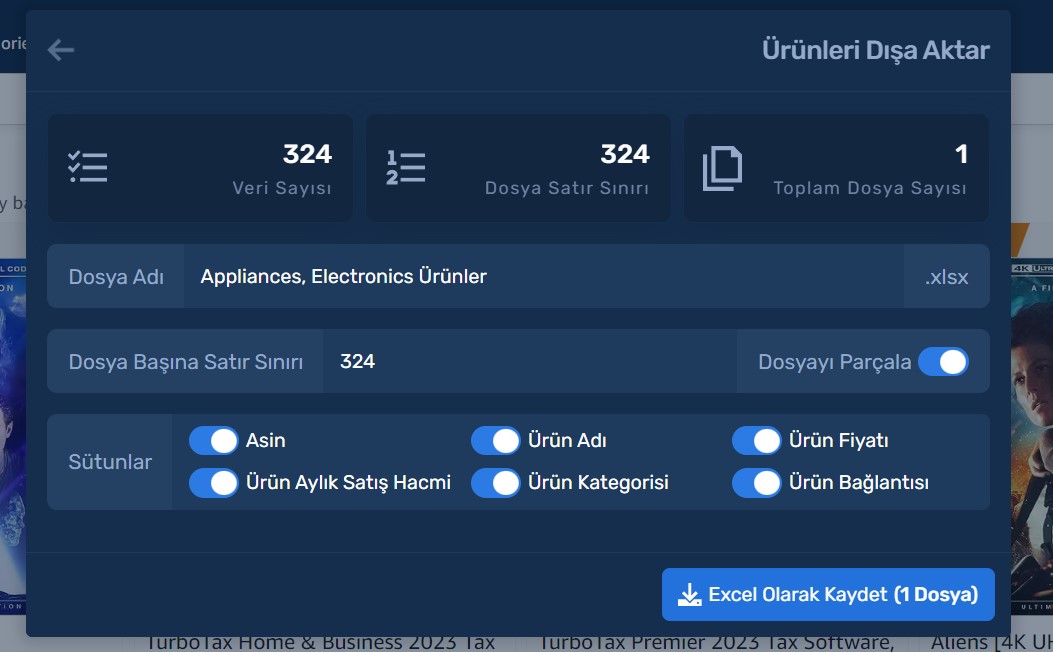 Ürünleri Dışa Aktar
324
Veri Sayısı
324
Dosya Satır Sınırı
1
Toplam Dosya Sayısı
Dosya Adı Appliances, Electronics Ürünler .xlsx
Dosya Başına Satır Sınırı 324 Dosyayı Parçala
Sütunlar
Asin Ürün Adı Ürün Fiyatı
Ürün Aylık Satış Hacmi Ürün Kategorisi Ürün Bağlantısı
Excel Olarak Kaydet (1 Dosya)
TurboTax Home & Business 2023 Tax
TurboTax Premier 2023 Tax Software,
Aliens [4K